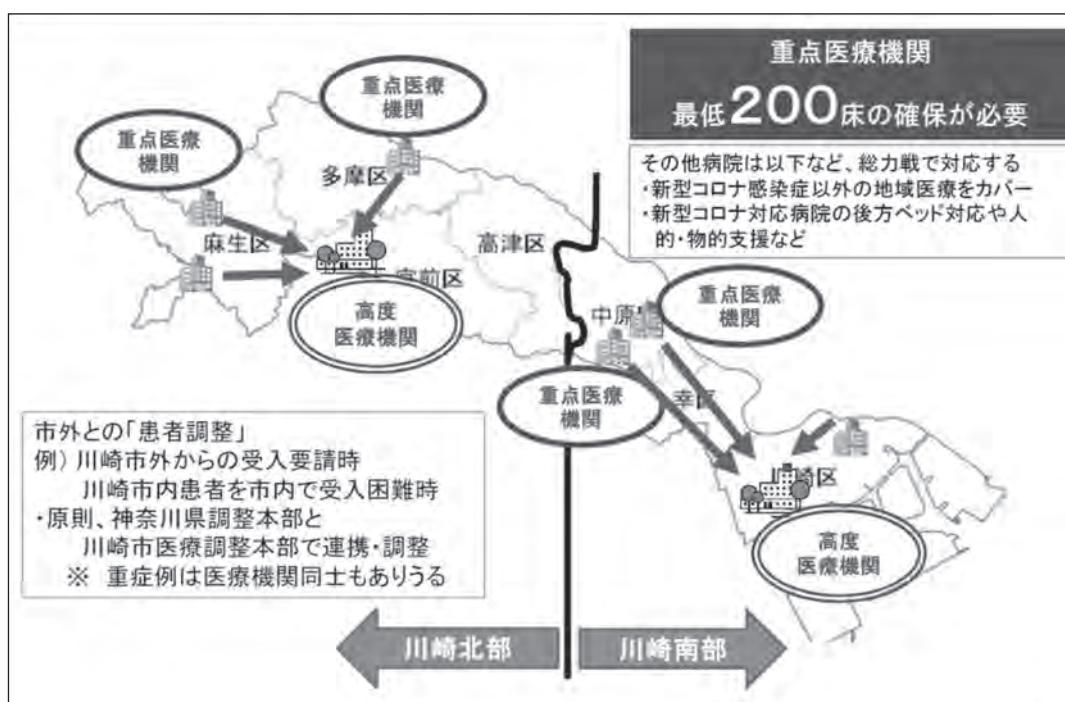 重点医療機関
最低200床の確保が必要
その他病院は以下など、総力戦で対応する
・新型コロナ感染症以外の地域医療をカバー
・新型コロナ対応病院の後方ベッド対応や人
的・物的支援など
重点医療
機関
重点医療
機関
多摩区
麻生区
高津区
宮前区
高度
医療機関
中原
重点医療
機関
重点医療
機関
幸区
川崎区
高度
医療機関
市外との「患者調整」
例）川崎市外からの受入要請時
川崎市内患者を市内で受入困難時
・原則、神奈川県調整本部と
川崎市医療調整本部で連携・調整
※ 重症例は医療機関同士もありうる
川崎北部
川崎南部